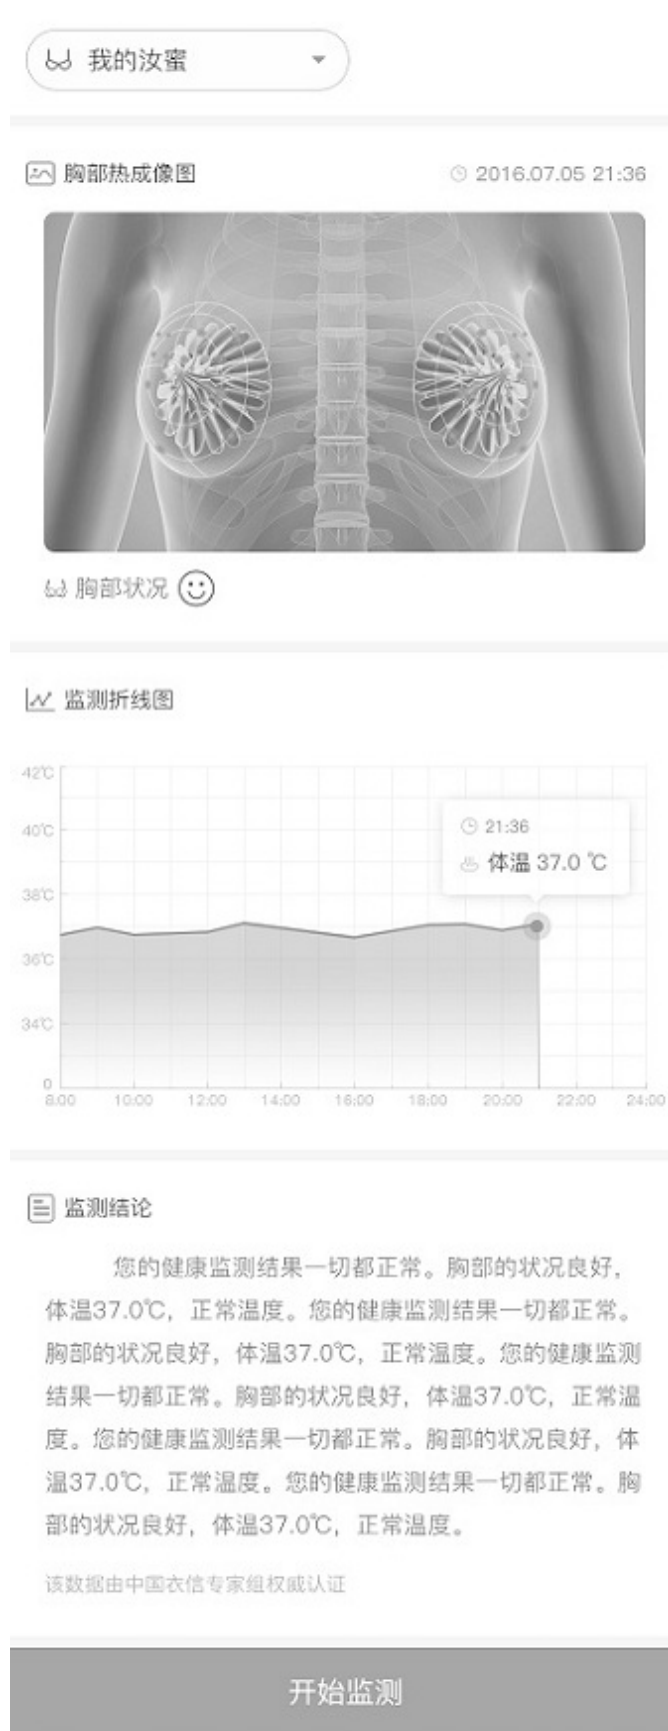 我的汝蜜
胸部热成像图
2016.07.05 21:36
胸部状况
监测折线图
42℃
40℃
38℃
36℃
34℃
0
21:36
体温 37.0 ℃
8:00 10:00 12:00 14:00 16:00 18:00 20:00 22:00 24:00
监测结论
您的健康监测结果一切都正常。胸部的状况良好，
体温37.0℃，正常温度。您的健康监测结果一切都正常。
胸部的状况良好，体温37.0℃，正常温度。您的健康监测
结果一切都正常。胸部的状况良好，体温37.0℃，正常温
度。您的健康监测结果一切都正常。胸部的状况良好，体
温37.0℃，正常温度。您的健康监测结果一切都正常。胸
部的状况良好，体温37.0℃，正常温度。
该数据由中国衣信专家组权威认证
开始监测